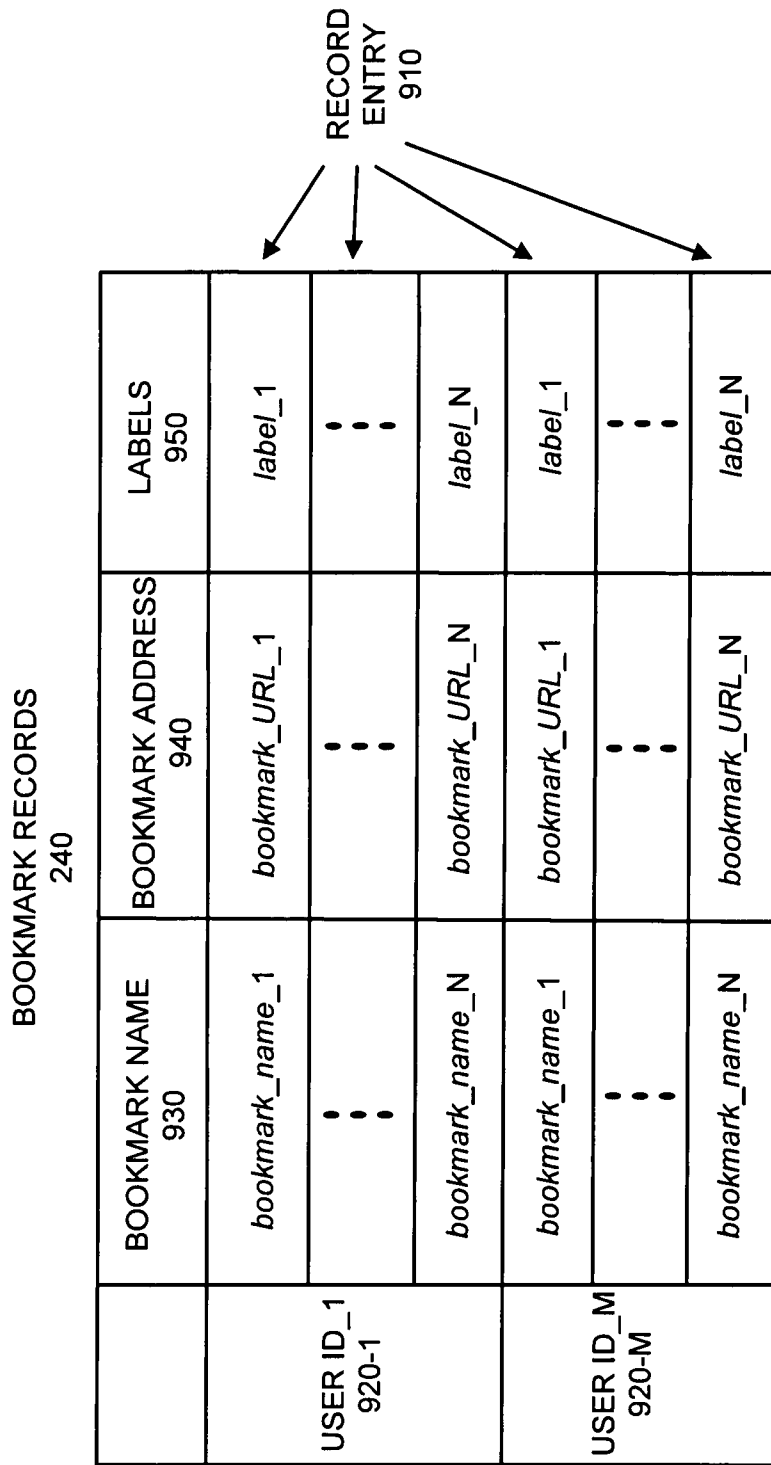 BOOKMARK RECORDS
240
BOOKMARK NAME
930
BOOKMARK ADDRESS
940
LABELS
950
USER ID_1
920-1
bookmark_name_1
bookmark_URL_1
label_1
bookmark_name_N
bookmark_URL_N
label_N
USER ID_M
920-M
bookmark_name_1
bookmark_URL_1
label_1
bookmark_name_N
bookmark_URL_N
label_N
RECORD
ENTRY
910